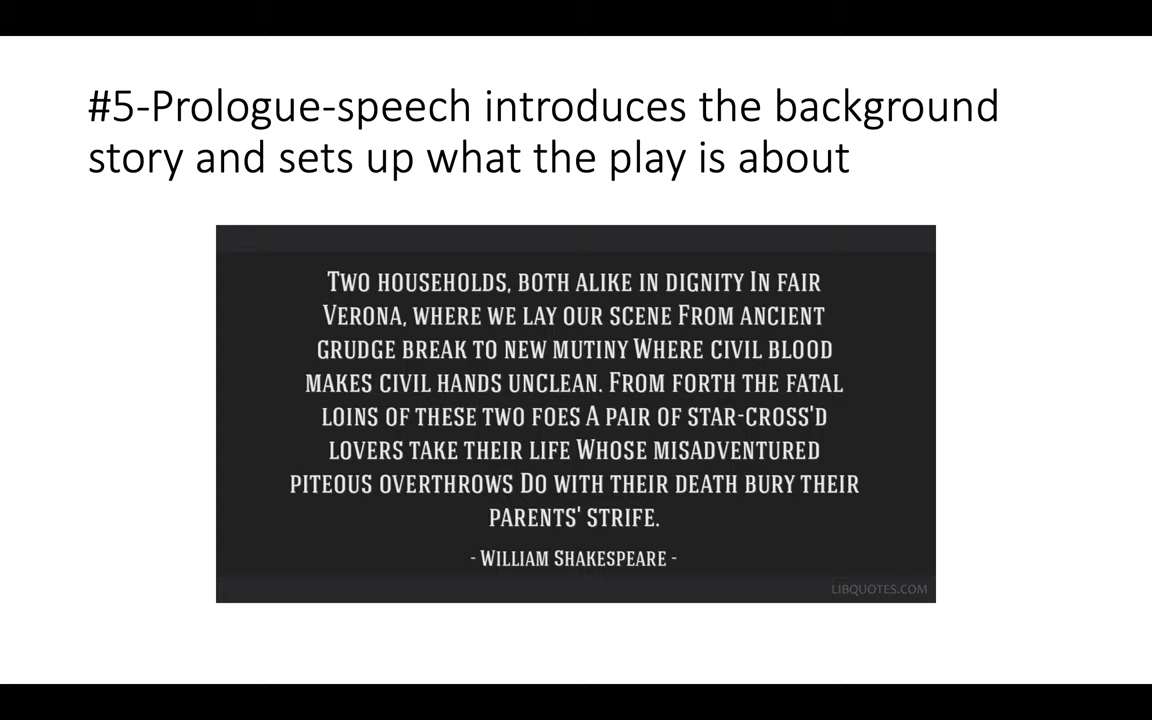 #5-Prologue-speech introduces the background
story and sets up what the play is about
Two households, both alike in dignity In fair
Verona, where we lay our scene From ancient
grudge break to new mutiny Where civil blood
makes civil hands unclean. From forth the fatal
loins of these two foes A pair of star-cross'd
lovers take their life Whose misadventured
piteous overthrows Do with their death bury their
parents' strife.
- William Shakespeare -
LIBQUOTES.COM